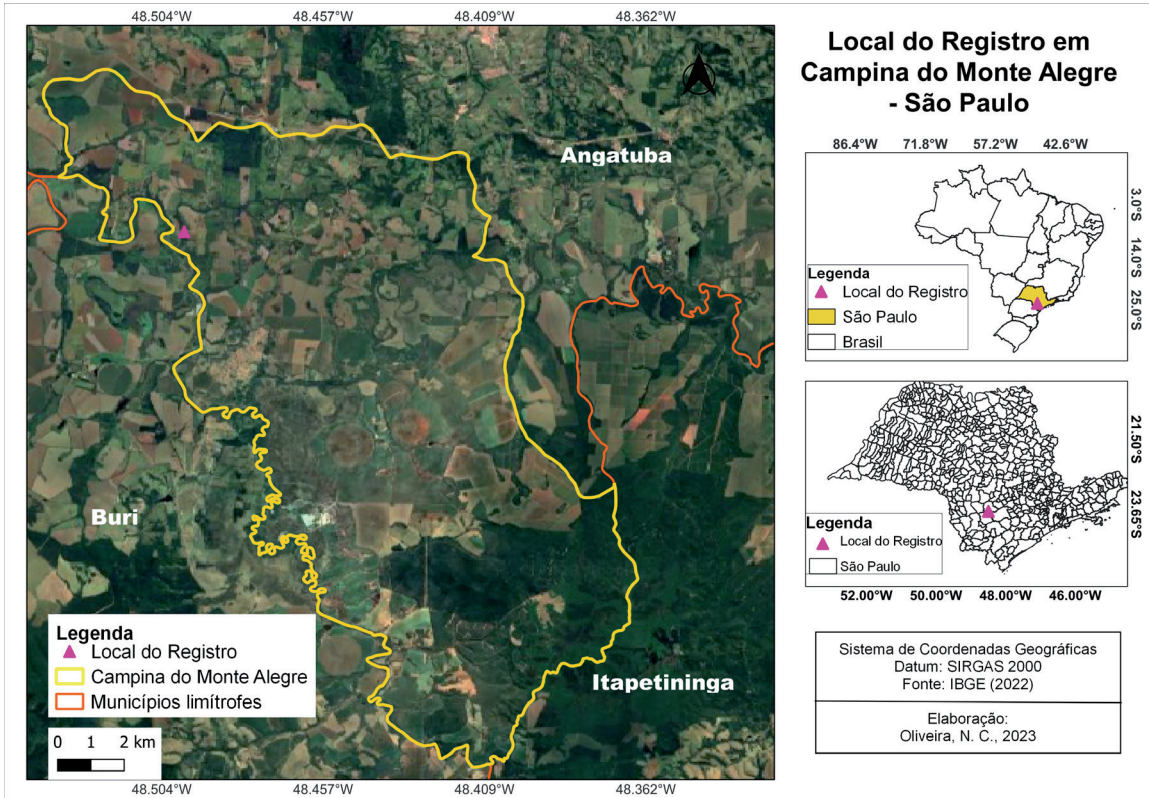 48.504°W 48.457°W 48.409°W 48.362°W
Angatuba
Buri
Itapetininga
Legenda
Local do Registro
Campina do Monte Alegre
Municípios limítrofes
0 1 2 km
48.504°W 48.457°W 48.409°W 48.362°W
Local do Registro em
Campina do Monte Alegre
- São Paulo
86.4°W 71.8°W 57.2°W 42.6°W
3.0°S
14.0°S
25.0°S
Legenda
Local do Registro
São Paulo
Brasil
21.50°S
23.65°S
Legenda
Local do Registro
São Paulo
52.00°W 50.00°W 48.00°W 46.00°W
Sistema de Coordenadas Geográficas
Datum: SIRGAS 2000
Fonte: IBGE (2022)
Elaboração:
Oliveira, N. C., 2023